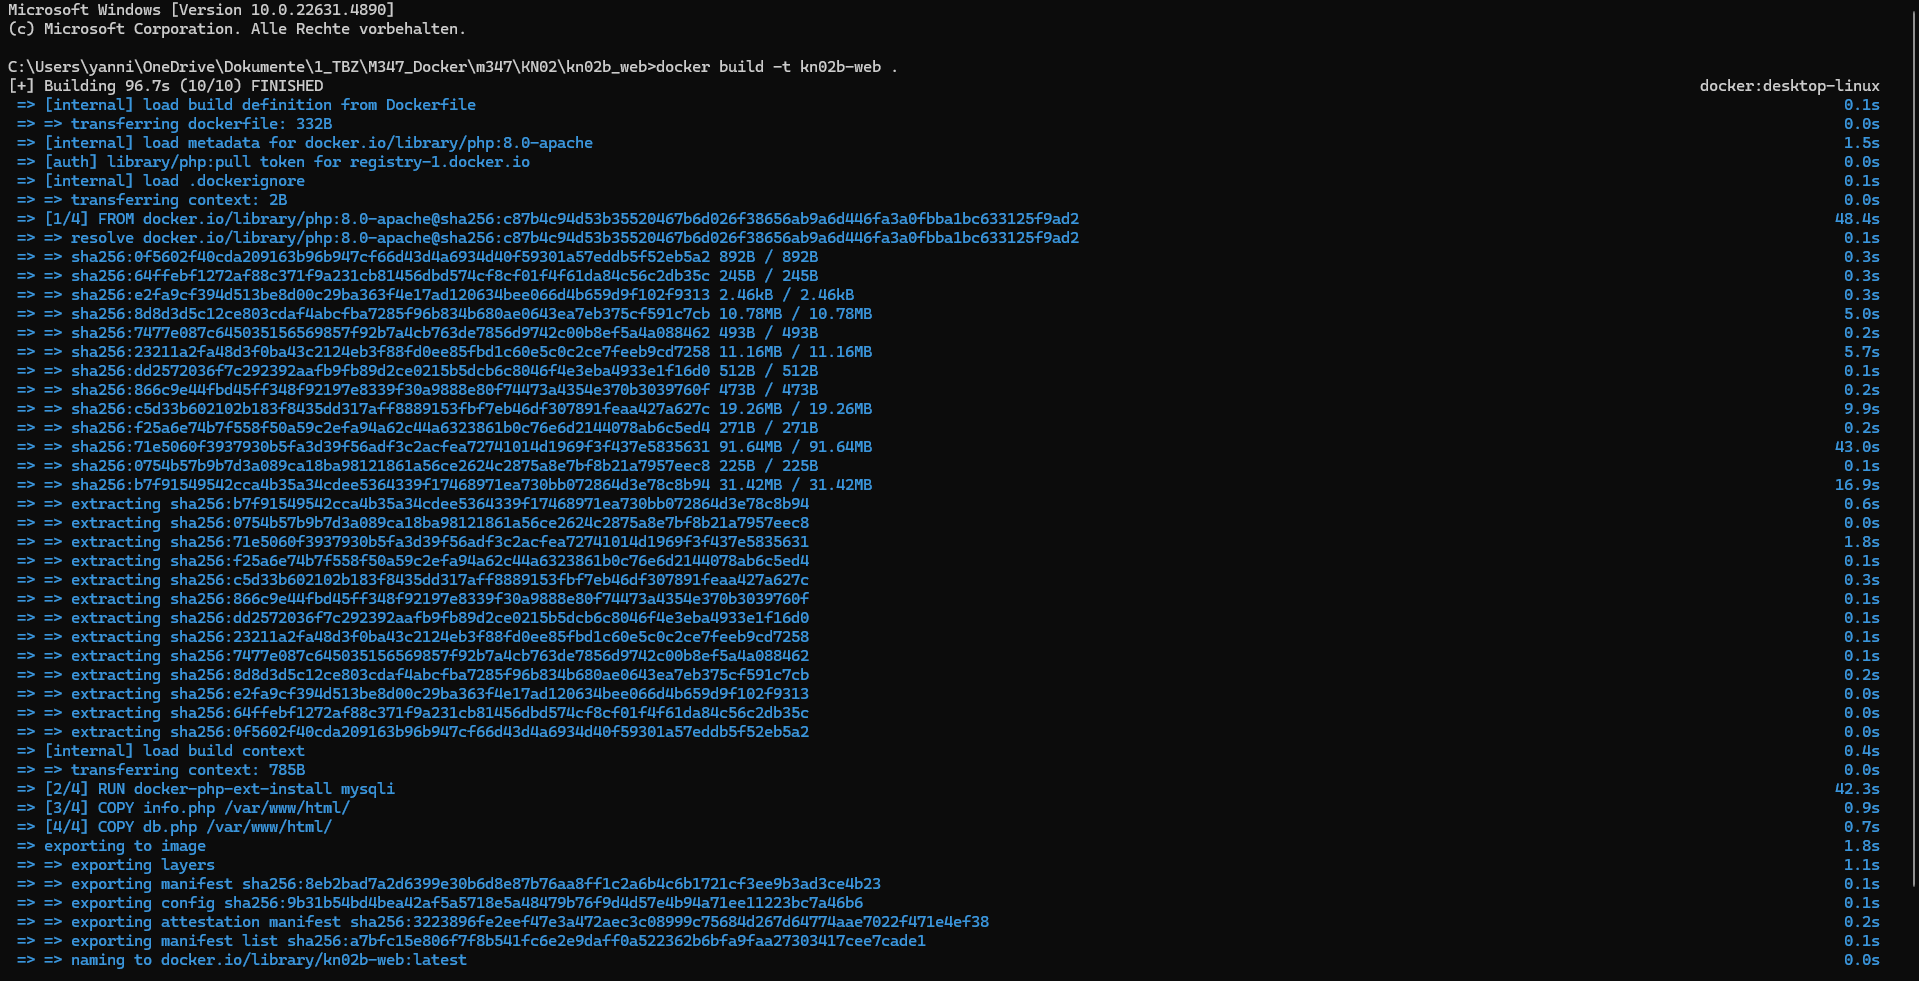 Microsoft Windows [Version 10.0.22631.4890]
(c) Microsoft Corporation. Alle Rechte vorbehalten.
C:\Users\yanni\OneDrive\Dokumente\1_TBZ\M347_Docker\m347\KN02\kn02b_web>docker build -t kn02b-web .
[+] Building 96.7s (10/10) FINISHED docker:desktop-linux
=> [internal] load build definition from Dockerfile 0.1s
=> => transferring dockerfile: 332B 0.0s
=> [internal] load metadata for docker.io/library/php:8.0-apache 1.5s
=> [auth] library/php:pull token for registry-1.docker.io 0.0s
=> [internal] load .dockerignore 0.1s
=> => transferring context: 2B 0.0s
=> [1/4] FROM docker.io/library/php:8.0-apache@sha256:c87b4c94d53b35520467b6d026f38656ab9a6d446fa3a0fbba1bc633125f9ad2 48.4s
=> => resolve docker.io/library/php:8.0-apache@sha256:c87b4c94d53b35520467b6d026f38656ab9a6d446fa3a0fbba1bc633125f9ad2 0.1s
=> => sha256:0f5602f40cda209163b96b947cf66d43d4a6934d40f59301a57eddb5f52eb5a2 892B / 892B 0.3s
=> => sha256:64ffebf1272af88c371f9a231cb81456dbd574cf8cf01f4f61da84c56c2db35c 245B / 245B 0.3s
=> => sha256:e2fa9cf394d513be8d00c29ba363f4e17ad120634bee066d4b659d9f102f9313 2.46kB / 2.46kB 0.3s
=> => sha256:8d8d3d5c12ce803cdaf4abcfba7285f96b834b680ae0643ea7eb375cf591c7cb 10.78MB / 10.78MB 5.0s
=> => sha256:7477e087c645035156569857f92b7a4cb763de7856d9742c00b8ef5a4a088462 493B / 493B 0.2s
=> => sha256:23211a2fa48d3f0ba43c2124eb3f88fd0ee85fbd1c60e5c0c2ce7feeb9cd7258 11.16MB / 11.16MB 5.7s
=> => sha256:dd2572036f7c292392aafb9fb89d2ce0215b5dcb6c8046f4e3eba4933e1f16d0 512B / 512B 0.1s
=> => sha256:866c9e44fbd45ff348f92197e8339f30a9888e80f74473a4354e370b3039760f 473B / 473B 0.2s
=> => sha256:c5d33b602102b183f8435dd317aff8889153fbf7eb46df307891feaa427a627c 19.26MB / 19.26MB 9.9s
=> => sha256:f25a6e74b7f558f50a59c2efa94a62c44a6323861b0c76e6d2144078ab6c5ed4 271B / 271B 0.2s
=> => sha256:71e5060f3937930b5fa3d39f56adf3c2acfea72741014d1969f3f437e5835631 91.64MB / 91.64MB 43.0s
=> => sha256:0754b57b9b7d3a089ca18ba98121861a56ce2624c2875a8e7bf8b21a7957eec8 225B / 225B 0.1s
=> => sha256:b7f91549542cca4b35a34cdee5364339f17468971ea730bb072864d3e78c8b94 31.42MB / 31.42MB 16.9s
=> => extracting sha256:b7f91549542cca4b35a34cdee5364339f17468971ea730bb072864d3e78c8b94 0.6s
=> => extracting sha256:0754b57b9b7d3a089ca18ba98121861a56ce2624c2875a8e7bf8b21a7957eec8 0.0s
=> => extracting sha256:71e5060f3937930b5fa3d39f56adf3c2acfea72741014d1969f3f437e5835631 1.8s
=> => extracting sha256:f25a6e74b7f558f50a59c2efa94a62c44a6323861b0c76e6d2144078ab6c5ed4 0.1s
=> => extracting sha256:c5d33b602102b183f8435dd317aff8889153fbf7eb46df307891feaa427a627c 0.3s
=> => extracting sha256:866c9e44fbd45ff348f92197e8339f30a9888e80f74473a4354e370b3039760f 0.1s
=> => extracting sha256:dd2572036f7c292392aafb9fb89d2ce0215b5dcb6c8046f4e3eba4933e1f16d0 0.1s
=> => extracting sha256:23211a2fa48d3f0ba43c2124eb3f88fd0ee85fbd1c60e5c0c2ce7feeb9cd7258 0.1s
=> => extracting sha256:7477e087c645035156569857f92b7a4cb763de7856d9742c00b8ef5a4a088462 0.1s
=> => extracting sha256:8d8d3d5c12ce803cdaf4abcfba7285f96b834b680ae0643ea7eb375cf591c7cb 0.2s
=> => extracting sha256:e2fa9cf394d513be8d00c29ba363f4e17ad120634bee066d4b659d9f102f9313 0.0s
=> => extracting sha256:64ffebf1272af88c371f9a231cb81456dbd574cf8cf01f4f61da84c56c2db35c 0.0s
=> => extracting sha256:0f5602f40cda209163b96b947cf66d43d4a6934d40f59301a57eddb5f52eb5a2 0.0s
=> [internal] load build context 0.4s
=> => transferring context: 785B 0.0s
=> [2/4] RUN docker-php-ext-install mysqli 42.3s
=> [3/4] COPY info.php /var/www/html/ 0.9s
=> [4/4] COPY db.php /var/www/html/ 0.7s
=> exporting to image 1.8s
=> => exporting layers 1.1s
=> => exporting manifest sha256:8eb2bad7a2d6399e30b6d8e87b76aa8ff1c2a6b4c6b1721cf3ee9b3ad3ce4b23 0.1s
=> => exporting config sha256:9b31b54bd4bea42af5a5718e5a48479b76f9d4d57e4b94a71ee11223bc7a46b6 0.1s
=> => exporting attestation manifest sha256:3223896fe2eef47e3a472aec3c08999c75684d267d64774aae7022f471e4ef38 0.2s
=> => exporting manifest list sha256:a7bfc15e806f7f8b541fc6e2e9daff0a522362b6bfa9faa27303417cee7cade1 0.1s
=> => naming to docker.io/library/kn02b-web:latest 0.0s